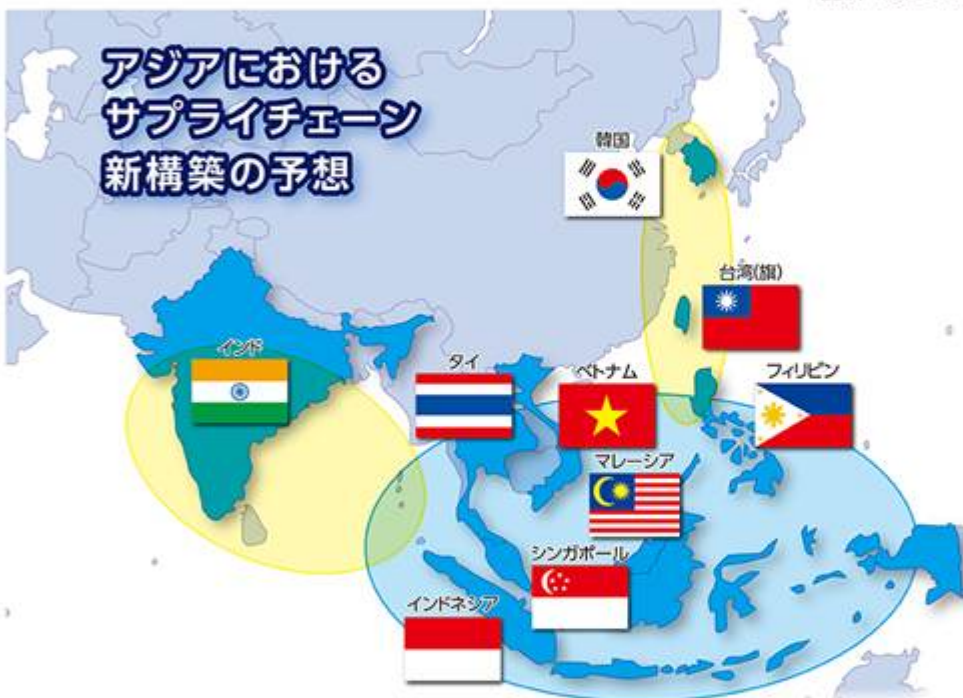 アジアにおける
サプライチェーン
新構築の予想
韓国
台湾(旗)
インド
タイ
ベトナム
フィリピン
マレーシア
シンガポール
インドネシア